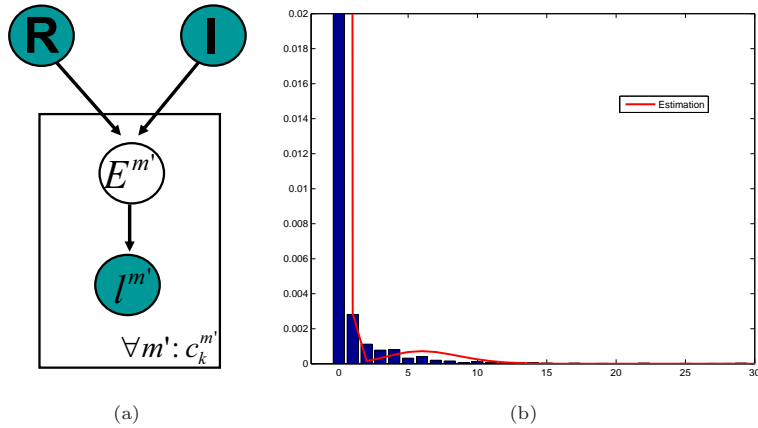 R
I
E^{m'}
l^{m'}
∀m': c_k^{m'}
(a)
0.02
0.018
0.016
0.014
0.012
0.01
0.008
0.006
0.004
0.002
0
0 5 10 15 20 25 30
Estimation
(b)